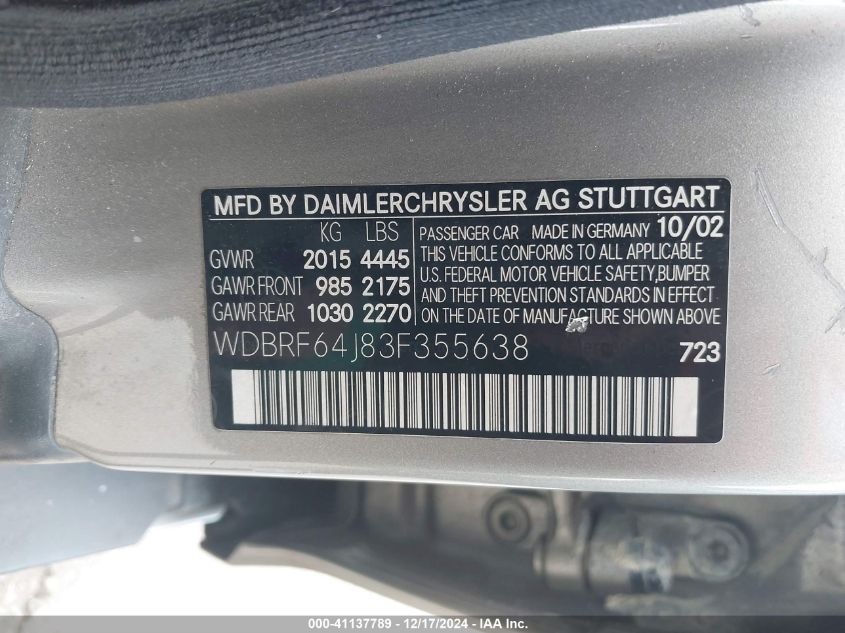 MFD BY DAIMLERCHRYSLER AG STUTTGART
KG LBS
GVWR 2015 4445
GAWR FRONT 985 2175
GAWR REAR 1030 2270
PASSENGER CAR MADE IN GERMANY 10/02
THIS VEHICLE CONFORMS TO ALL APPLICABLE
U.S. FEDERAL MOTOR VEHICLE SAFETY,BUMPER
AND THEFT PREVENTION STANDARDS IN EFFECT
ON DATE OF MANUFACTURE SHOWN ABOVE
WDBRF64J83F355638 723
000-41137789 - 12/17/2024 - IAA Inc.